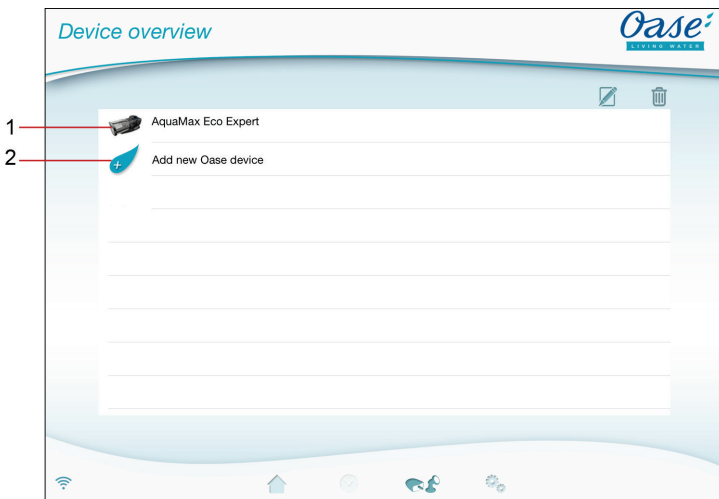 Device overview
Oase
LIVING WATER
1
AquaMax Eco Expert
2
Add new Oase device